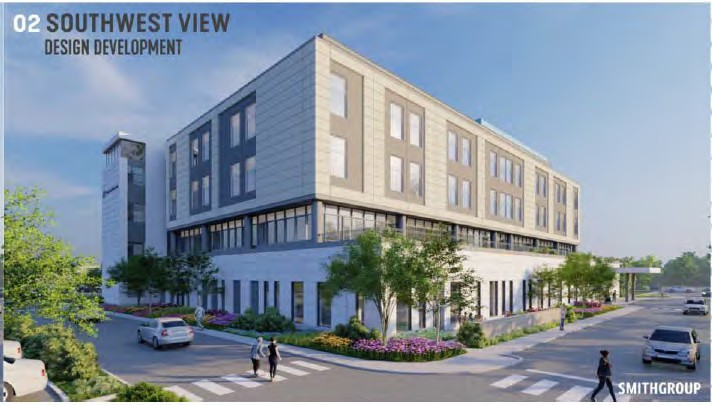 02 SOUTHWEST VIEW
DESIGN DEVELOPMENT
SMITHGROUP